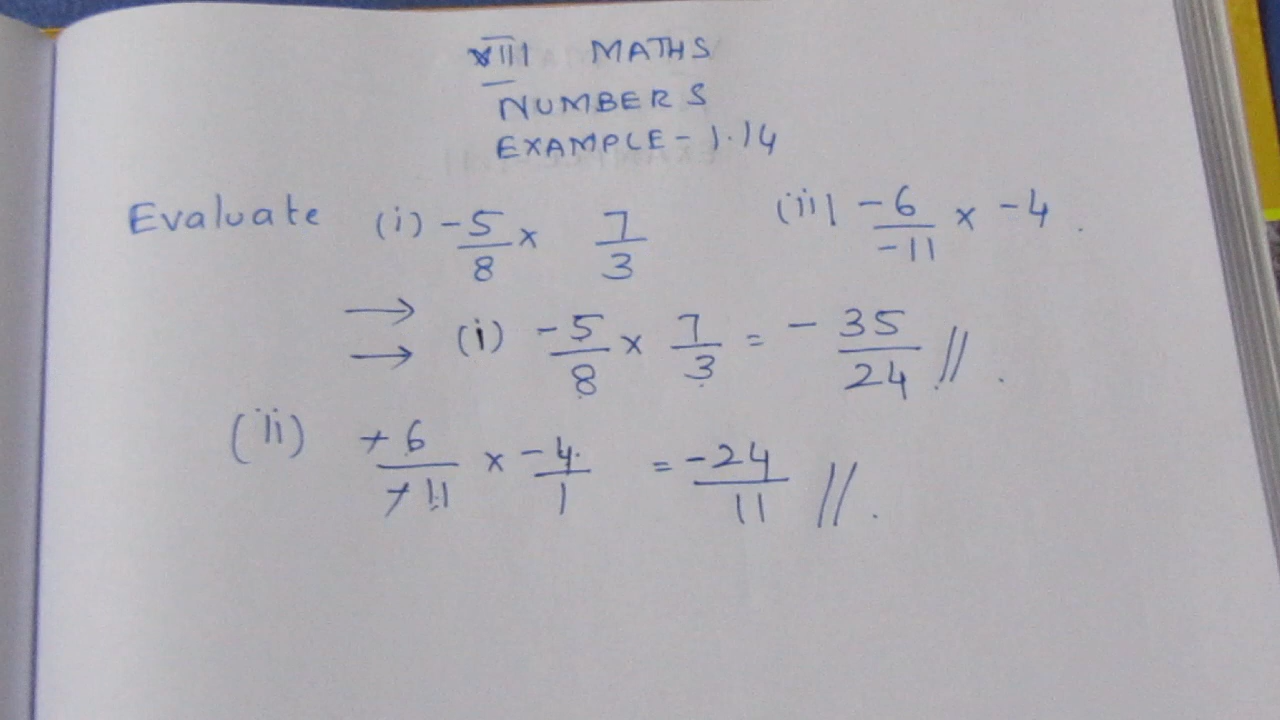 VIII MATHS
NUMBERS
EXAMPLE - 1.14
Evaluate (i) -5/8 × 7/3 (ii) -6/-11 × -4.
→
→ (i) -5/8 × 7/3 = -35/24 //.
(ii) +6/+11 × -4/1 = -24/11 //.